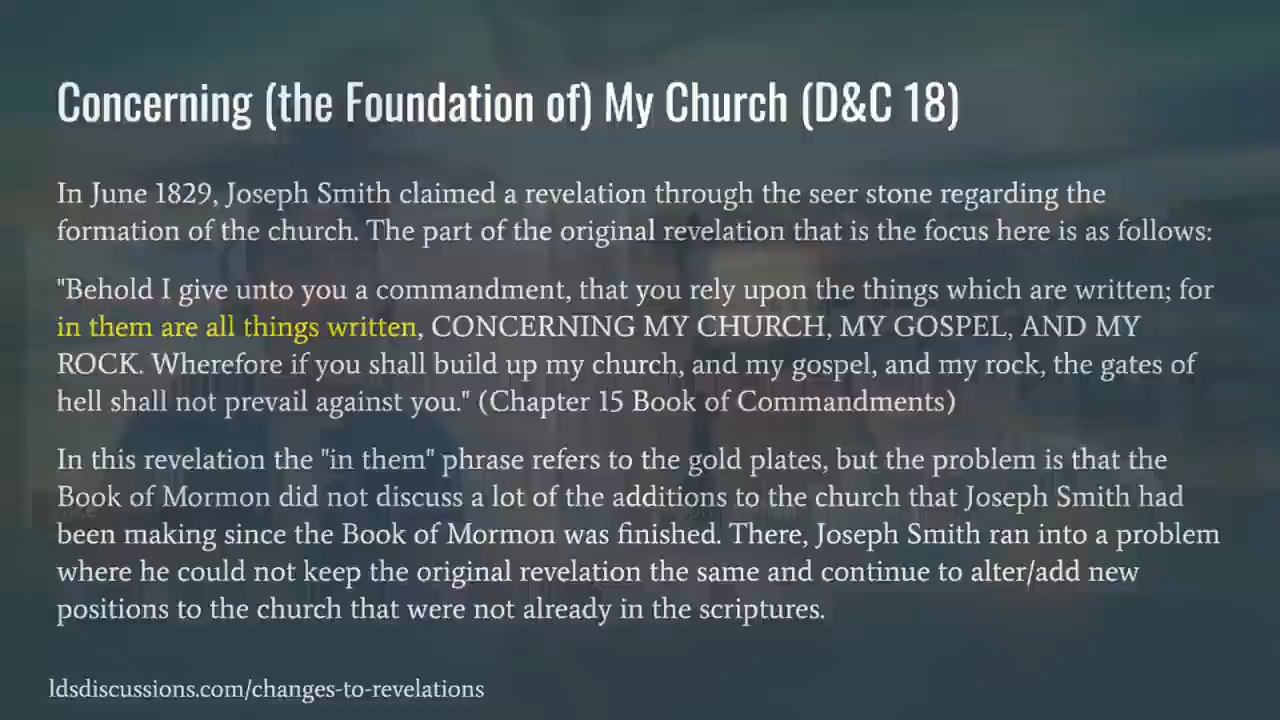 Concerning (the Foundation of) My Church (D&C 18)
In June 1829, Joseph Smith claimed a revelation through the seer stone regarding the
formation of the church. The part of the original revelation that is the focus here is as follows:
"Behold I give unto you a commandment, that you rely upon the things which are written; for
in them are all things written, CONCERNING MY CHURCH, MY GOSPEL, AND MY
ROCK. Wherefore if you shall build up my church, and my gospel, and my rock, the gates of
hell shall not prevail against you." (Chapter 15 Book of Commandments)
In this revelation the "in them" phrase refers to the gold plates, but the problem is that the
Book of Mormon did not discuss a lot of the additions to the church that Joseph Smith had
been making since the Book of Mormon was finished. There, Joseph Smith ran into a problem
where he could not keep the original revelation the same and continue to alter/add new
positions to the church that were not already in the scriptures.
ldsdiscussions.com/changes-to-revelations